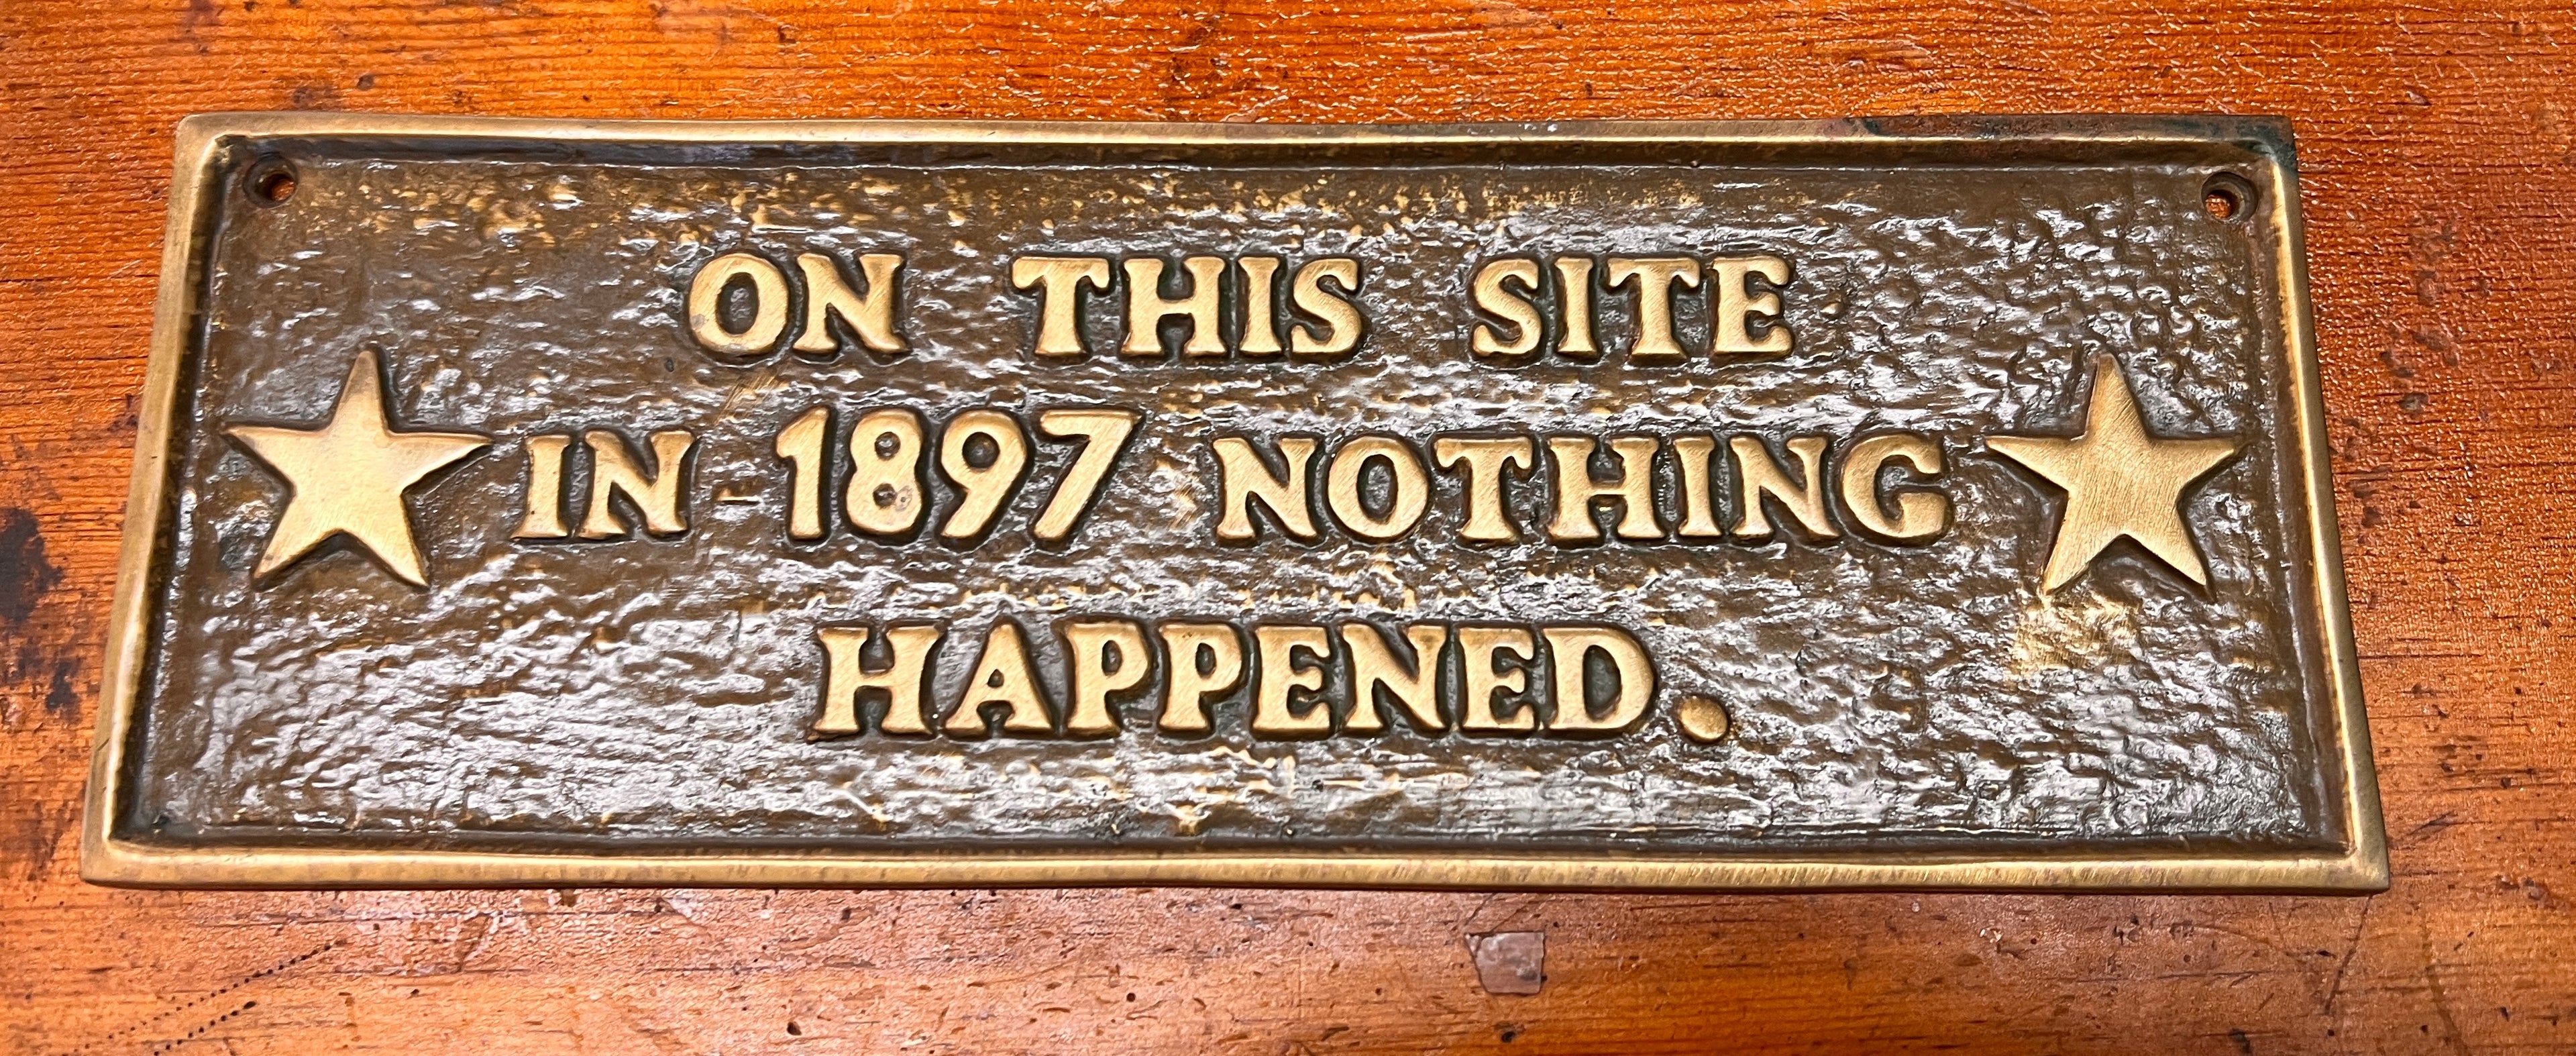 ON THIS SITE
IN 1897 NOTHING
HAPPENED.